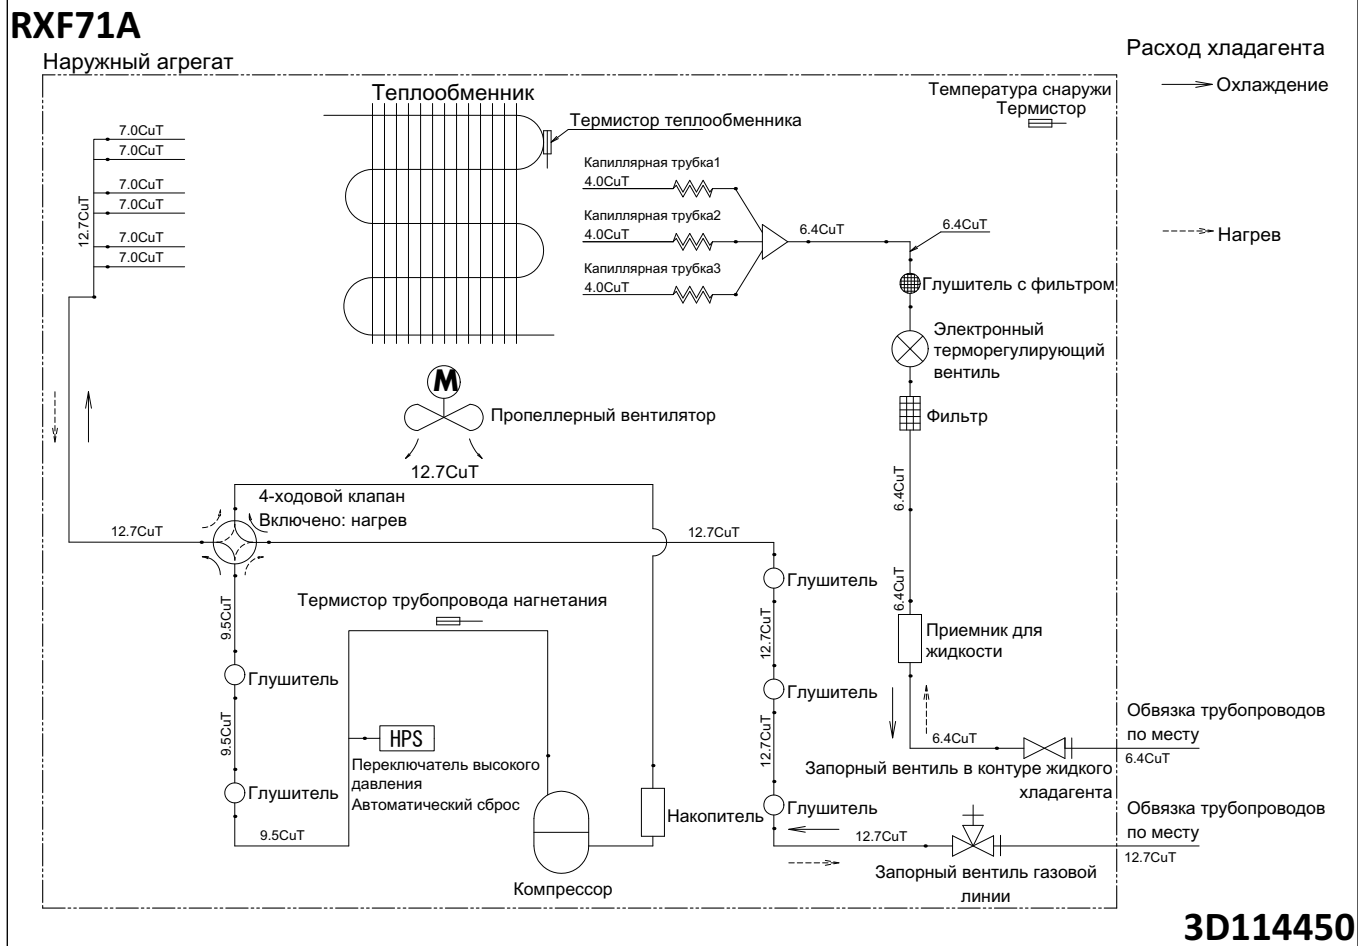 RXF71A
Наружный агрегат
Расход хладагента
Охлаждение
Нагрев
Теплообменник
Термистор теплообменника
Температура снаружи
Термистор
7.0CuT
7.0CuT
7.0CuT
7.0CuT
7.0CuT
7.0CuT
12.7CuT
Капиллярная трубка1
4.0CuT
Капиллярная трубка2
4.0CuT
Капиллярная трубка3
4.0CuT
6.4CuT
6.4CuT
Глушитель с фильтром
Электронный
терморегулирующий
вентиль
Фильтр
M
Пропеллерный вентилятор
12.7CuT
4-ходовой клапан
Включено: нагрев
12.7CuT
12.7CuT
6.4CuT
6.4CuT
Глушитель
Термистор трубопровода нагнетания
9.5CuT
12.7CuT
Приемник для
жидкости
Глушитель
Глушитель
9.5CuT
12.7CuT
HPS
Переключатель высокого
давления
Автоматический сброс
6.4CuT
Обвязка трубопроводов
по месту
6.4CuT
Запорный вентиль в контуре жидкого
хладагента
Глушитель
Накопитель
Глушитель
Обвязка трубопроводов
по месту
12.7CuT
9.5CuT
12.7CuT
Запорный вентиль газовой
линии
Компрессор
3D114450